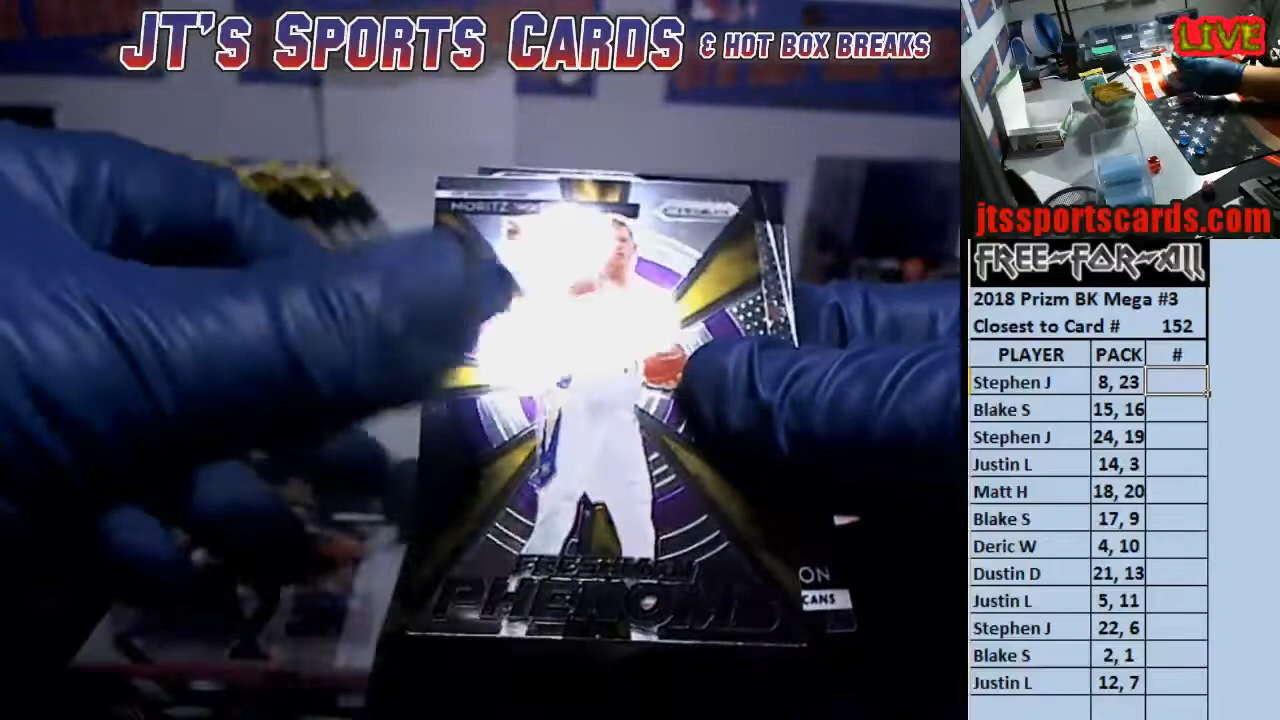 JT's Sports Cards & Hot Box Breaks
LIVE
jtssportscards.com
MORITZ
PRIZM
FRESHMAN
PHENOMS
ON
CANS
FREE-FOR-ALL
2018 Prizm BK Mega #3
Closest to Card # 152
PLAYER PACK #
Stephen J 8, 23
Blake S 15, 16
Stephen J 24, 19
Justin L 14, 3
Matt H 18, 20
Blake S 17, 9
Deric W 4, 10
Dustin D 21, 13
Justin L 5, 11
Stephen J 22, 6
Blake S 2, 1
Justin L 12, 7